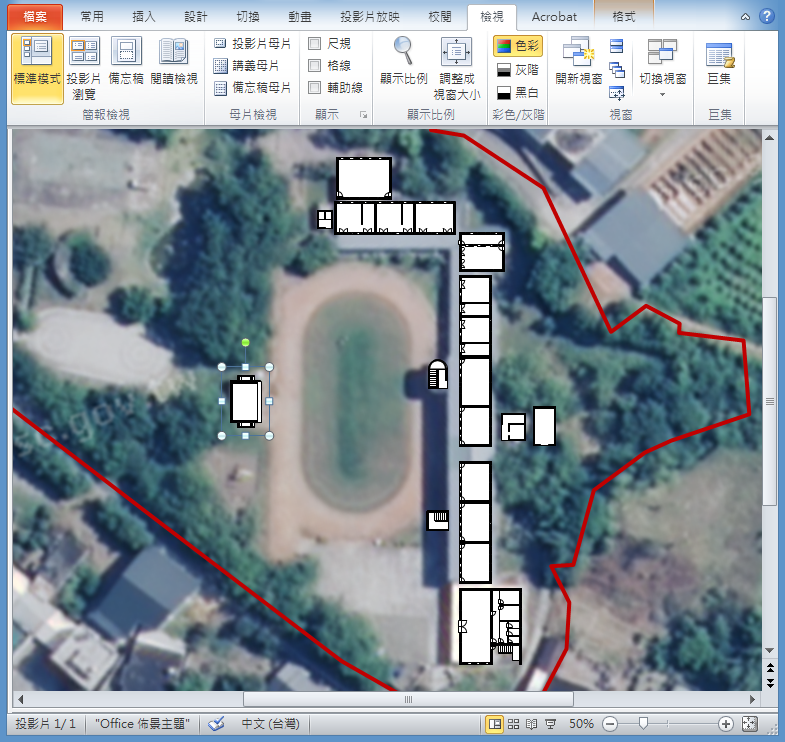 檔案 常用 插入 設計 切換 動畫 投影片放映 校閱 檢視 Acrobat 格式
標準模式 投影片瀏覽 備忘稿 閱讀檢視
投影片母片
講義母片
備忘稿母片
尺規
格線
輔助線
顯示比例 調整成視窗大小
色彩
灰階
黑白
開新視窗 切換視窗 巨集
簡報檢視 母片檢視 顯示 顯示比例 彩色/灰階 視窗 巨集
投影片 1/ 1 "Office 佈景主題" 中文 (台灣) 50%